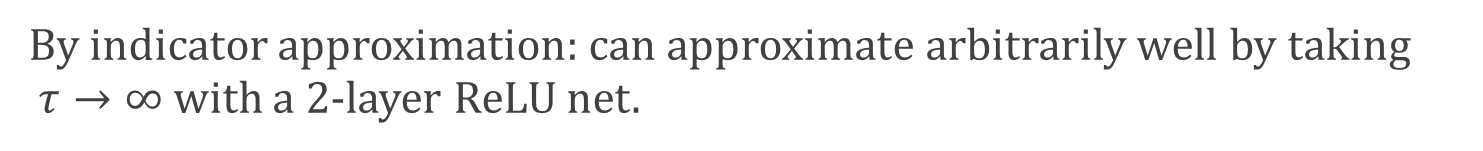 By indicator approximation: can approximate arbitrarily well by taking
τ → ∞ with a 2-layer ReLU net.